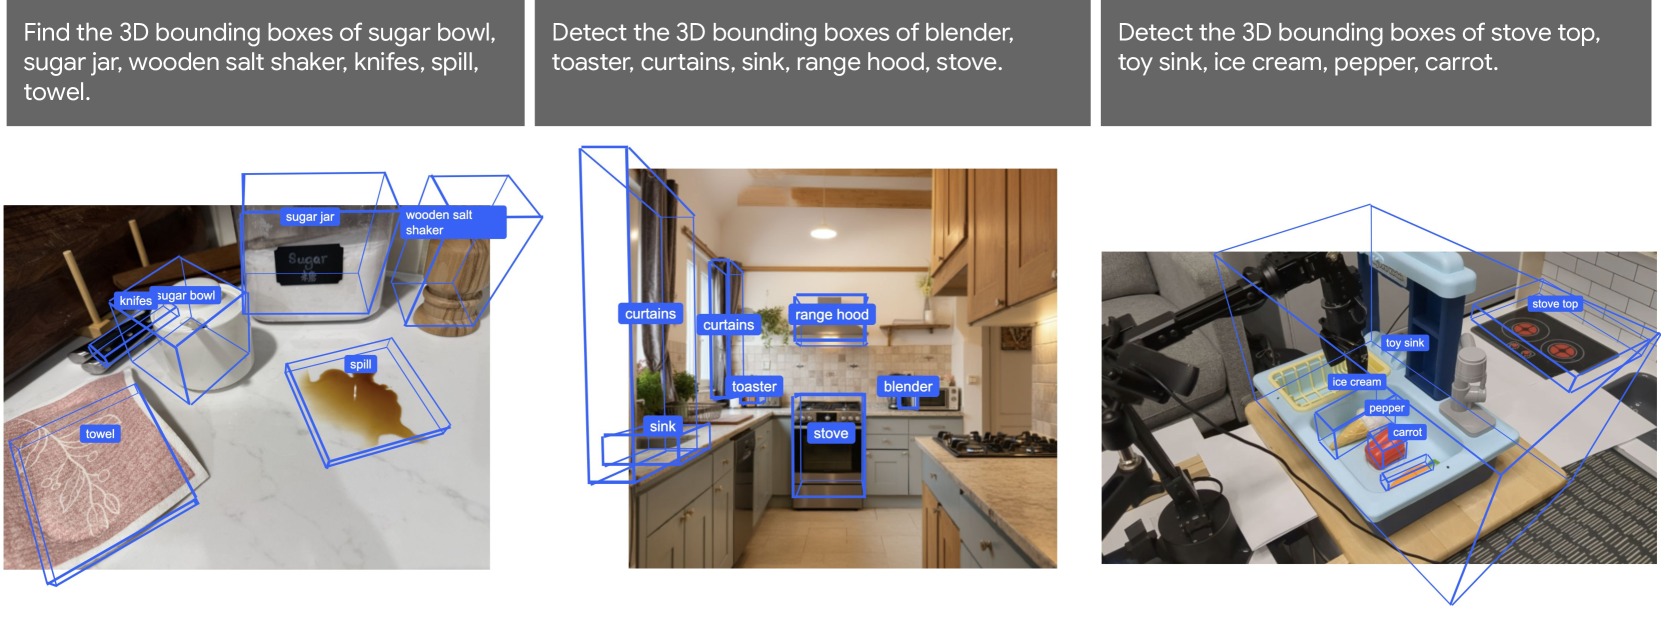 Find the 3D bounding boxes of sugar bowl,
sugar jar, wooden salt shaker, knifes, spill,
towel.
Detect the 3D bounding boxes of blender,
toaster, curtains, sink, range hood, stove.
Detect the 3D bounding boxes of stove top,
toy sink, ice cream, pepper, carrot.
sugar jar
wooden salt
shaker
Sugar
knifes
sugar bowl
spill
towel
curtains
curtains
range hood
toaster
blender
sink
stove
stove top
toy sink
ice cream
pepper
carrot